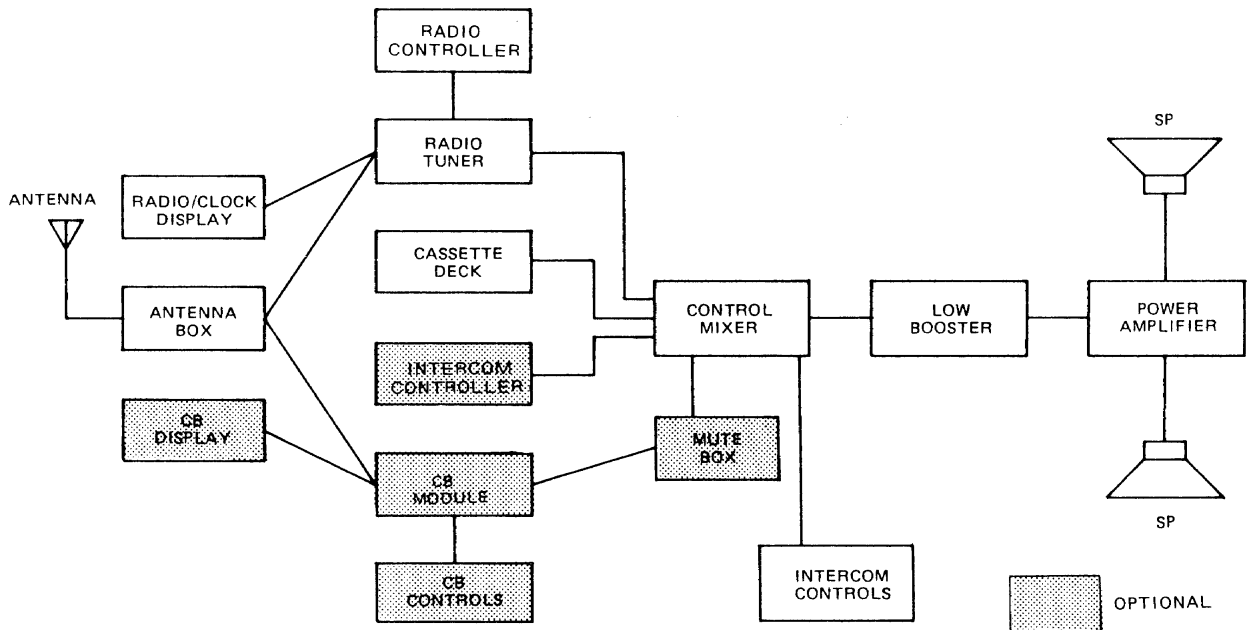 RADIO
CONTROLLER
RADIO
TUNER
SP
ANTENNA
RADIO/CLOCK
DISPLAY
CASSETTE
DECK
ANTENNA
BOX
CONTROL
MIXER
LOW
BOOSTER
POWER
AMPLIFIER
INTERCOM
CONTROLLER
CB
DISPLAY
MUTE
BOX
CB
MODULE
SP
CB
CONTROLS
INTERCOM
CONTROLS
OPTIONAL